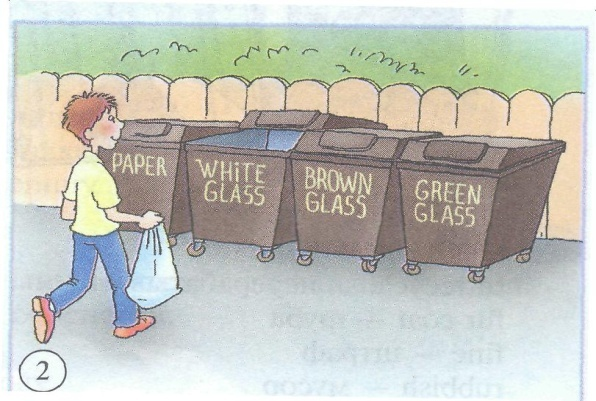 PAPER
WHITE
GLASS
BROWN
GLASS
GREEN
GLASS
2